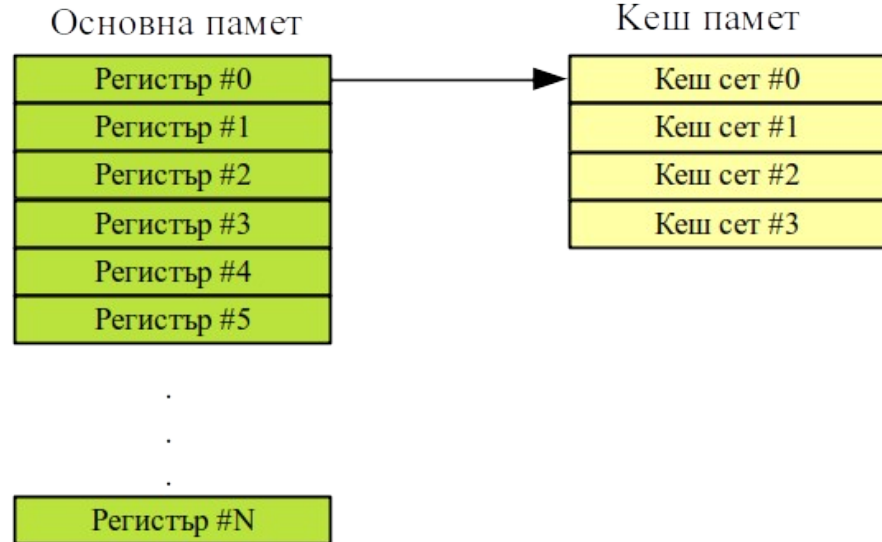 Основна памет
Кеш памет
Регистър #0
Кеш сет #0
Регистър #1
Кеш сет #1
Регистър #2
Кеш сет #2
Регистър #3
Кеш сет #3
Регистър #4
Регистър #5
.
.
.
Регистър #N